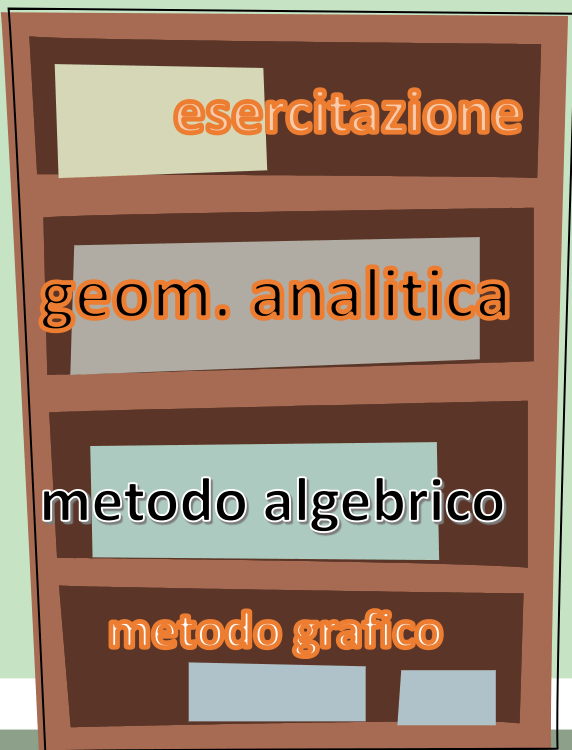 esercitazione
geom. analitica
metodo algebrico
metodo grafico